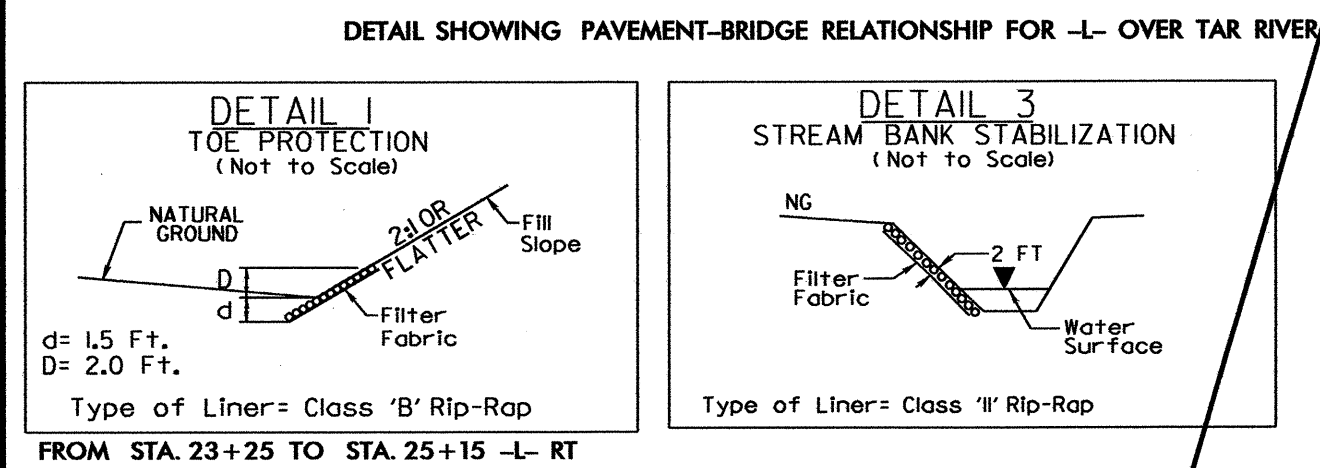 DETAIL SHOWING PAVEMENT–BRIDGE RELATIONSHIP FOR –L– OVER TAR RIVER
DETAIL 1
TOE PROTECTION
(Not to Scale)
NATURAL
GROUND
2:1 OR
FLATTER
Fill
Slope
D
d
Filter
Fabric
d= 1.5 Ft.
D= 2.0 Ft.
Type of Liner= Class 'B' Rip-Rap
FROM STA. 23+25 TO STA. 25+15 –L– RT
DETAIL 3
STREAM BANK STABILIZATION
(Not to Scale)
NG
2 FT
Filter
Fabric
Water
Surface
Type of Liner= Class 'II' Rip-Rap